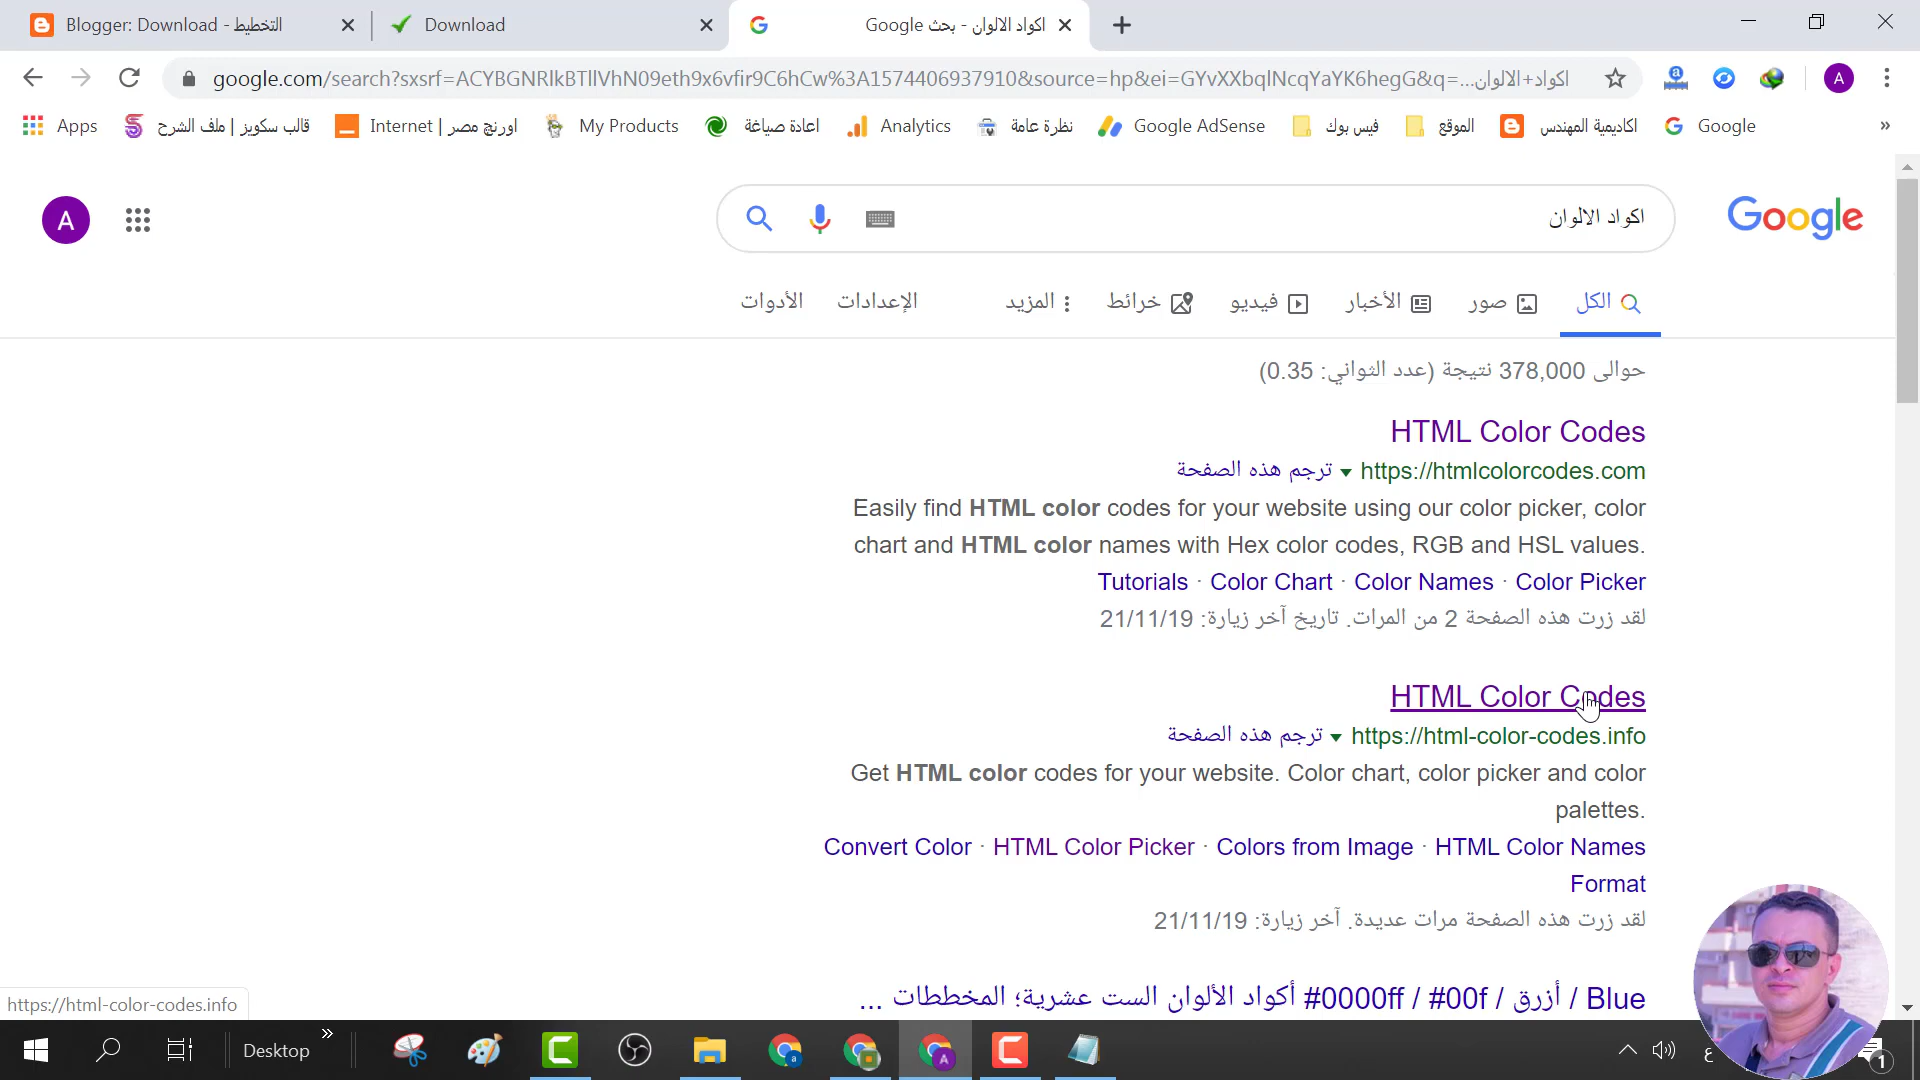 Blogger: Download - التخطيط
Download
اكواد الالوان - بحث Google
google.com/search?sxsrf=ACYBGNRlkBTllVhN09eth9x6vfir9C6hCw%3A1574406937910&source=hp&ei=GYvXXbqlNcqYaYK6hegG&q=...اكواد+الالوان
Apps
قالب سكويز | ملف الشرح
Internet | اورنچ مصر
My Products
اعادة صياغة
Analytics
نظرة عامة
Google AdSense
فيس بوك
الموقع
اكاديمية المهندس
Google
»
A
اكواد الالوان
Google
الكل
صور
الأخبار
فيديو
خرائط
المزيد
الإعدادات
الأدوات
حوالى 378,000 نتيجة (عدد الثواني: 0.35)
HTML Color Codes
https://htmlcolorcodes.com ترجم هذه الصفحة
Easily find HTML color codes for your website using our color picker, color
chart and HTML color names with Hex color codes, RGB and HSL values.
Tutorials · Color Chart · Color Names · Color Picker
لقد زرت هذه الصفحة 2 من المرات. تاريخ آخر زيارة: 21/11/19
HTML Color Codes
https://html-color-codes.info ترجم هذه الصفحة
Get HTML color codes for your website. Color chart, color picker and color
palettes.
Convert Color · HTML Color Picker · Colors from Image · HTML Color Names
Format
لقد زرت هذه الصفحة مرات عديدة. آخر زيارة: 21/11/19
Blue / أزرق / #0000ff / #00f أكواد الألوان الست عشرية؛ المخططات ...
https://html-color-codes.info
Desktop
ع
1